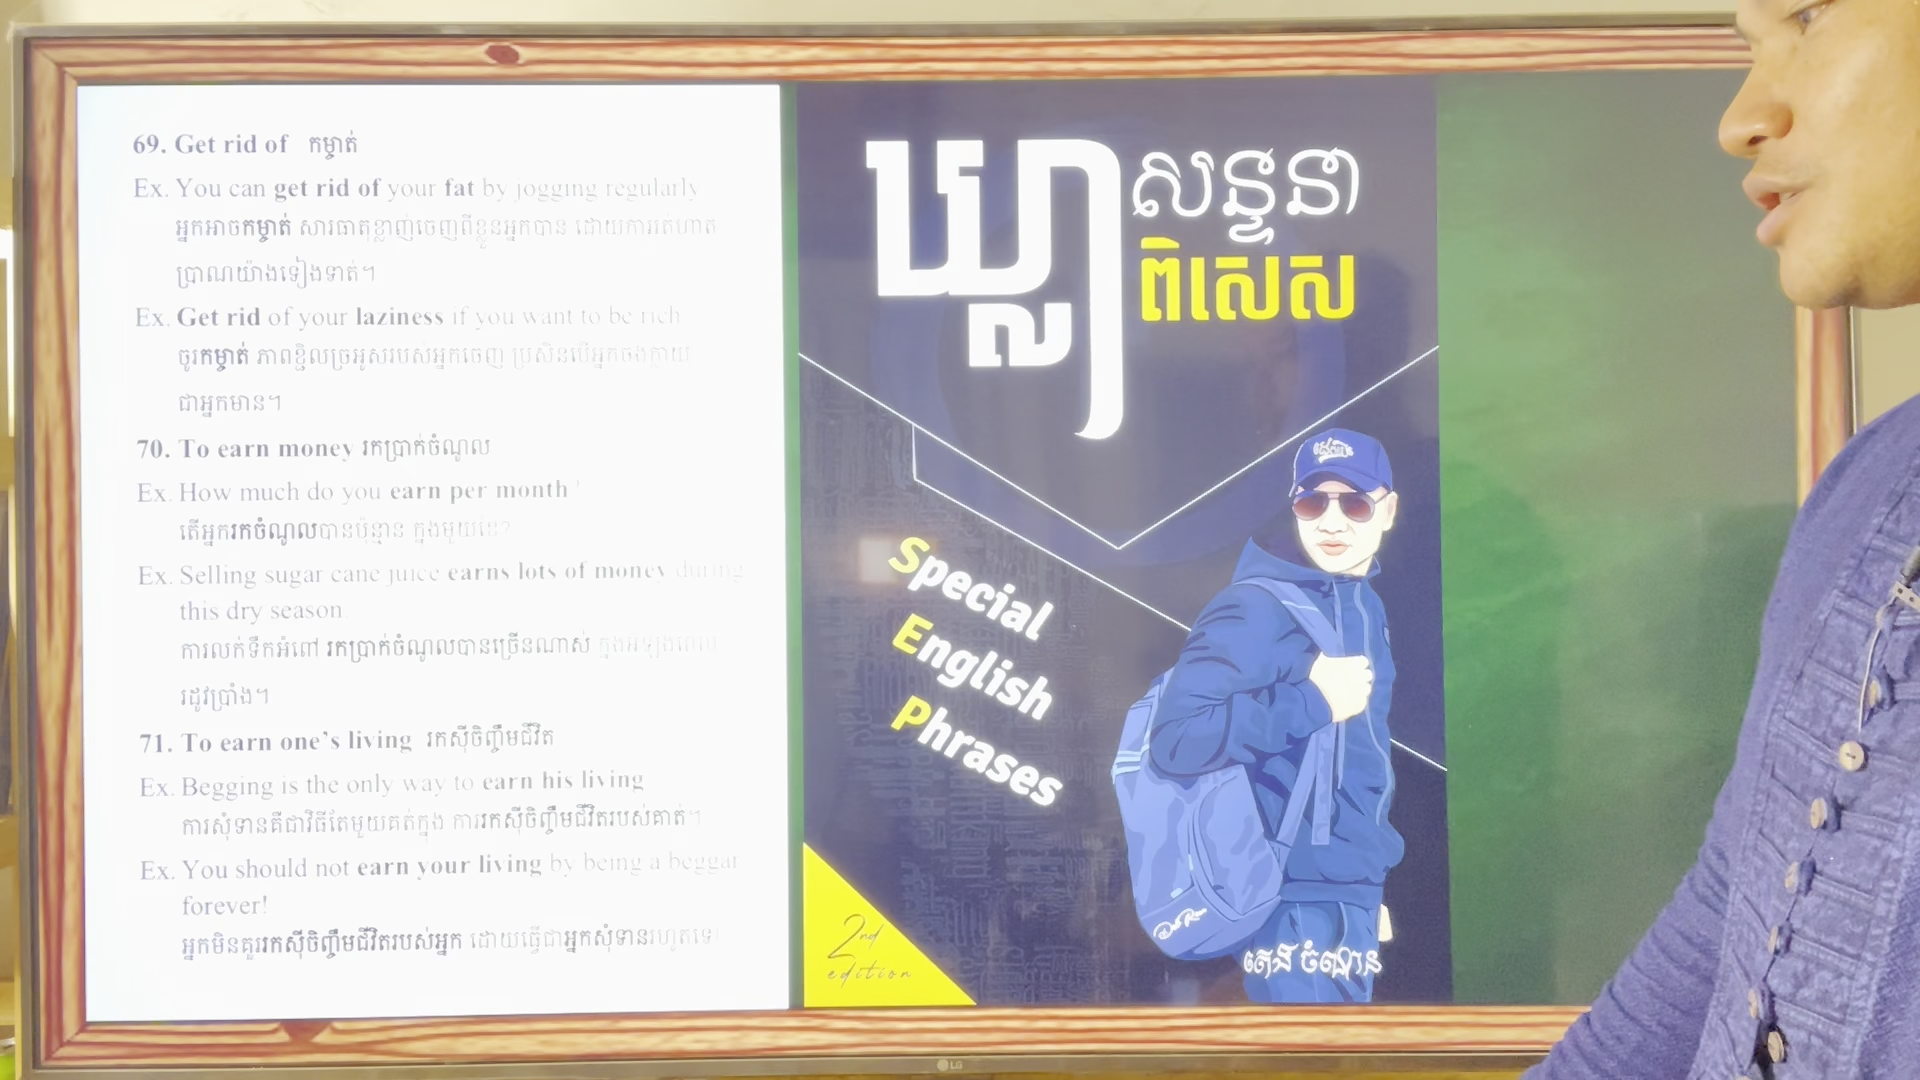 69. Get rid of កម្ចាត់
Ex. You can get rid of your fat by jogging regularly
អ្នកអាចកម្ចាត់ សារធាតុខ្លាញ់ចេញពីខ្លួនអ្នកបាន ដោយការរត់ហាត់
ប្រាណយ៉ាងទៀងទាត់។
Ex. Get rid of your laziness if you want to be rich
ចូរកម្ចាត់ ភាពខ្ជិលច្រអូសរបស់អ្នកចេញ ប្រសិនបើអ្នកចង់ក្លាយ
ជាអ្នកមាន។
70. To earn money រកប្រាក់ចំណូល
Ex. How much do you earn per month
តើអ្នករកចំណូលបានប៉ុន្មាន ក្នុងមួយខែ?
Ex. Selling sugar cane juice earns lots of money during
this dry season.
ការលក់ទឹកអំពៅ រកប្រាក់ចំណូលបានច្រើនណាស់ ក្នុងអឡុងពេល
រដូវប្រាំង។
71. To earn one's living រកស៊ីចិញ្ចឹមជីវិត
Ex. Begging is the only way to earn his living
ការសុំទានគឺជាវិធីតែមួយគត់ក្នុង ការរកស៊ីចិញ្ចឹមជីវិតរបស់គាត់។
Ex. You should not earn your living by being a beggar
forever!
អ្នកមិនគួររកស៊ីចិញ្ចឹមជីវិតរបស់អ្នក ដោយធ្វើជាអ្នកសុំទានរហូតទេ
ឃ្លា
សន្ទនា
ពិសេស
Special
English
Phrases
2nd
edition
តេង ចំណាន
LG